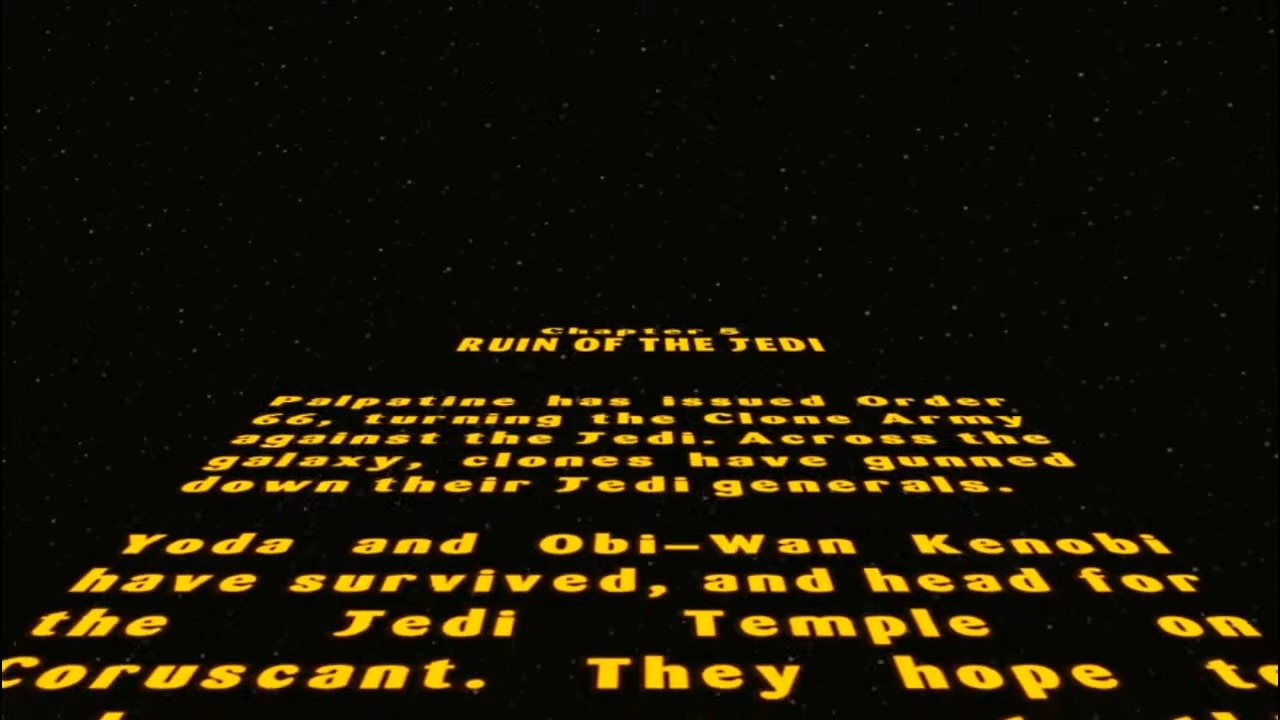 Chapter 5
RUIN OF THE JEDI
Palpatine has issued Order
66, turning the Clone Army
against the Jedi. Across the
galaxy, clones have gunned
down their Jedi generals.
Yoda and Obi-Wan Kenobi
have survived, and head for
the Jedi Temple on
Coruscant. They hope to